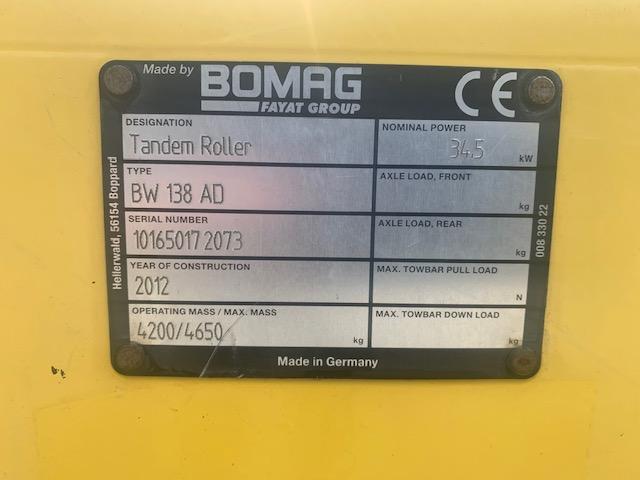 Made by BOMAG CE
FAYAT GROUP
DESIGNATION
Tandem Roller
NOMINAL POWER
34.5 kW
TYPE
BW 138 AD
AXLE LOAD, FRONT
kg
SERIAL NUMBER
10165017 2073
AXLE LOAD, REAR
kg
YEAR OF CONSTRUCTION
2012
MAX. TOWBAR PULL LOAD
N
OPERATING MASS / MAX. MASS
4200/4650 kg
MAX. TOWBAR DOWN LOAD
kg
Made in Germany
Hellerwald, 56154 Boppard
008 330 22